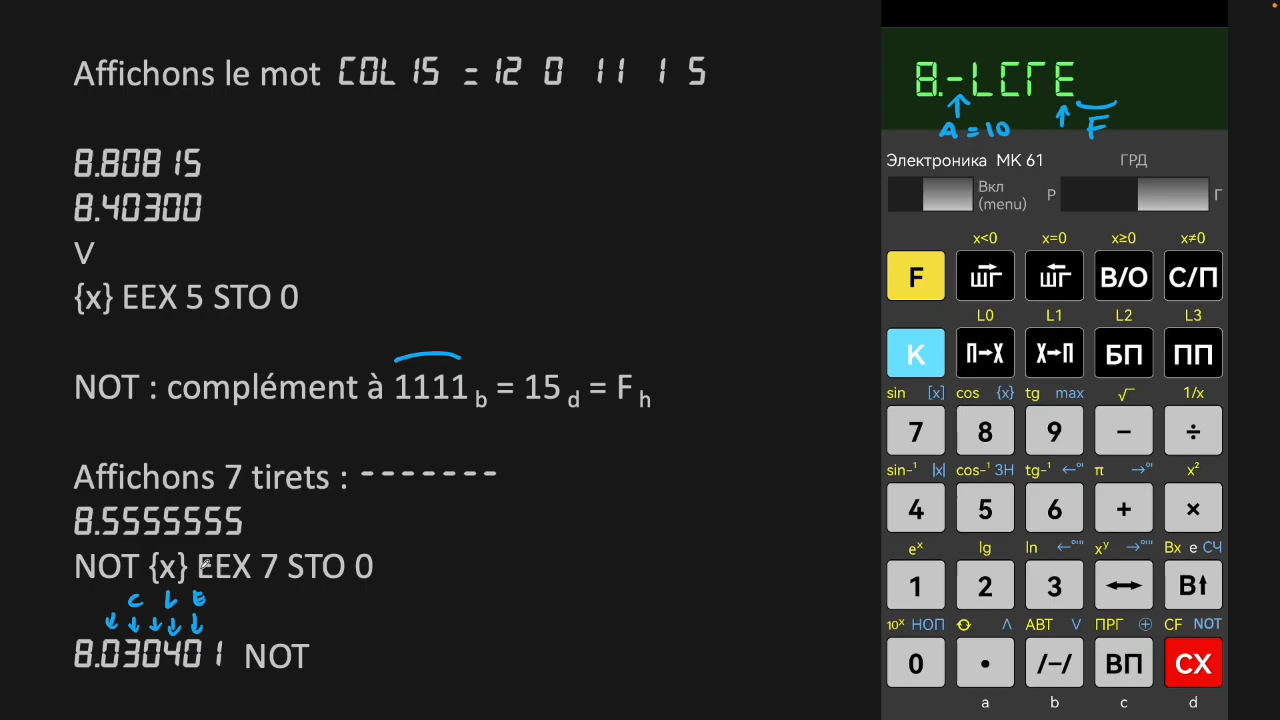 Affichons le mot COL 15 = 12 0 11 1 5
8.80815
8.40300
V
{x} EEX 5 STO 0
NOT : complément à 1111 b = 15 d = F h
Affichons 7 tirets : -------
8.5555555
NOT {x} EEX 7 STO 0
C L E
8.030401 NOT
8.-LCГE
A = 10 F
Электроника МК 61 ГРД
Вкл
(menu)
Р Г
x<0 x=0 x≥0 x≠0
F ШГ ШГ В/О С/П
L0 L1 L2 L3
K П→X X→П БП ПП
sin [x] cos {x} tg max √ 1/x
7 8 9 − ÷
sin⁻¹ |x| cos⁻¹ ЗН tg⁻¹ ←°' π →°' x²
4 5 6 + ×
eˣ lg ln ←°'" xʸ →°'" Вх е СЧ
1 2 3 ↔ В↑
10ˣ НОП ⟲ Λ АВТ V ПРГ ⊕ CF NOT
0 • /−/ ВП CX
a b c d